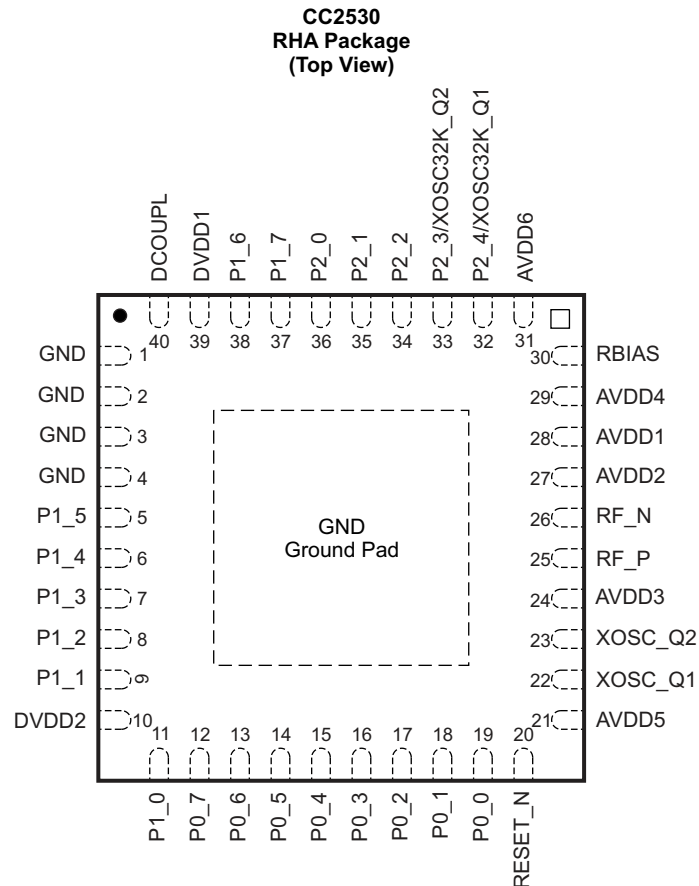 CC2530
RHA Package
(Top View)
DCOUPL
DVDD1
P1_6
P1_7
P2_0
P2_1
P2_2
P2_3/XOSC32K_Q2
P2_4/XOSC32K_Q1
AVDD6
40
39
38
37
36
35
34
33
32
31
GND 1
GND 2
GND 3
GND 4
P1_5 5
P1_4 6
P1_3 7
P1_2 8
P1_1 9
DVDD2 10
GND
Ground Pad
30 RBIAS
29 AVDD4
28 AVDD1
27 AVDD2
26 RF_N
25 RF_P
24 AVDD3
23 XOSC_Q2
22 XOSC_Q1
21 AVDD5
11
12
13
14
15
16
17
18
19
20
P1_0
P0_7
P0_6
P0_5
P0_4
P0_3
P0_2
P0_1
P0_0
RESET_N